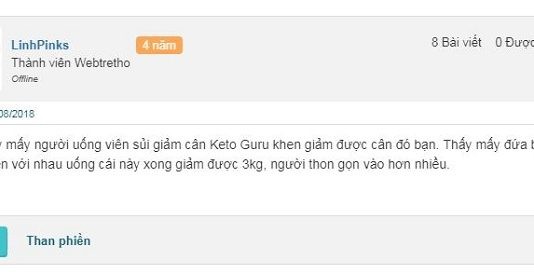 LinhPinks 4 năm 8 Bài viết 0 Được
Thành viên Webtretho
Offline
08/2018
mấy người uống viên sủi giảm cân Keto Guru khen giảm được cân đó bạn. Thấy mấy đứa
với nhau uống cái này xong giảm được 3kg, người thon gọn vào hơn nhiều.
Than phiền